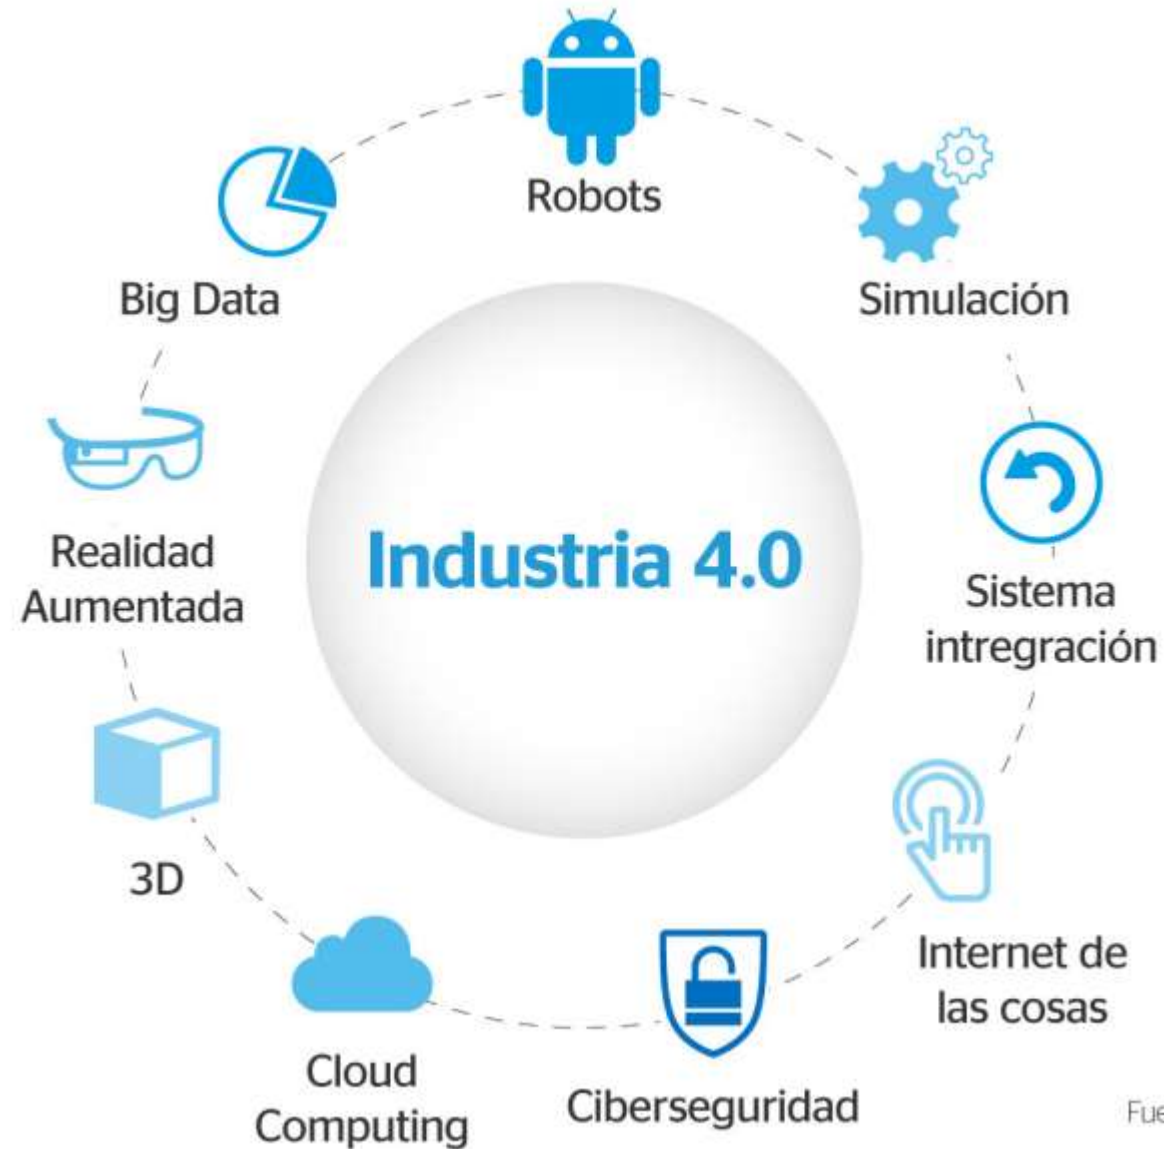 Robots
Big Data
Simulación
Realidad
Aumentada
Industria 4.0
Sistema
intregración
3D
Internet de
las cosas
Cloud
Computing
Ciberseguridad
Fue